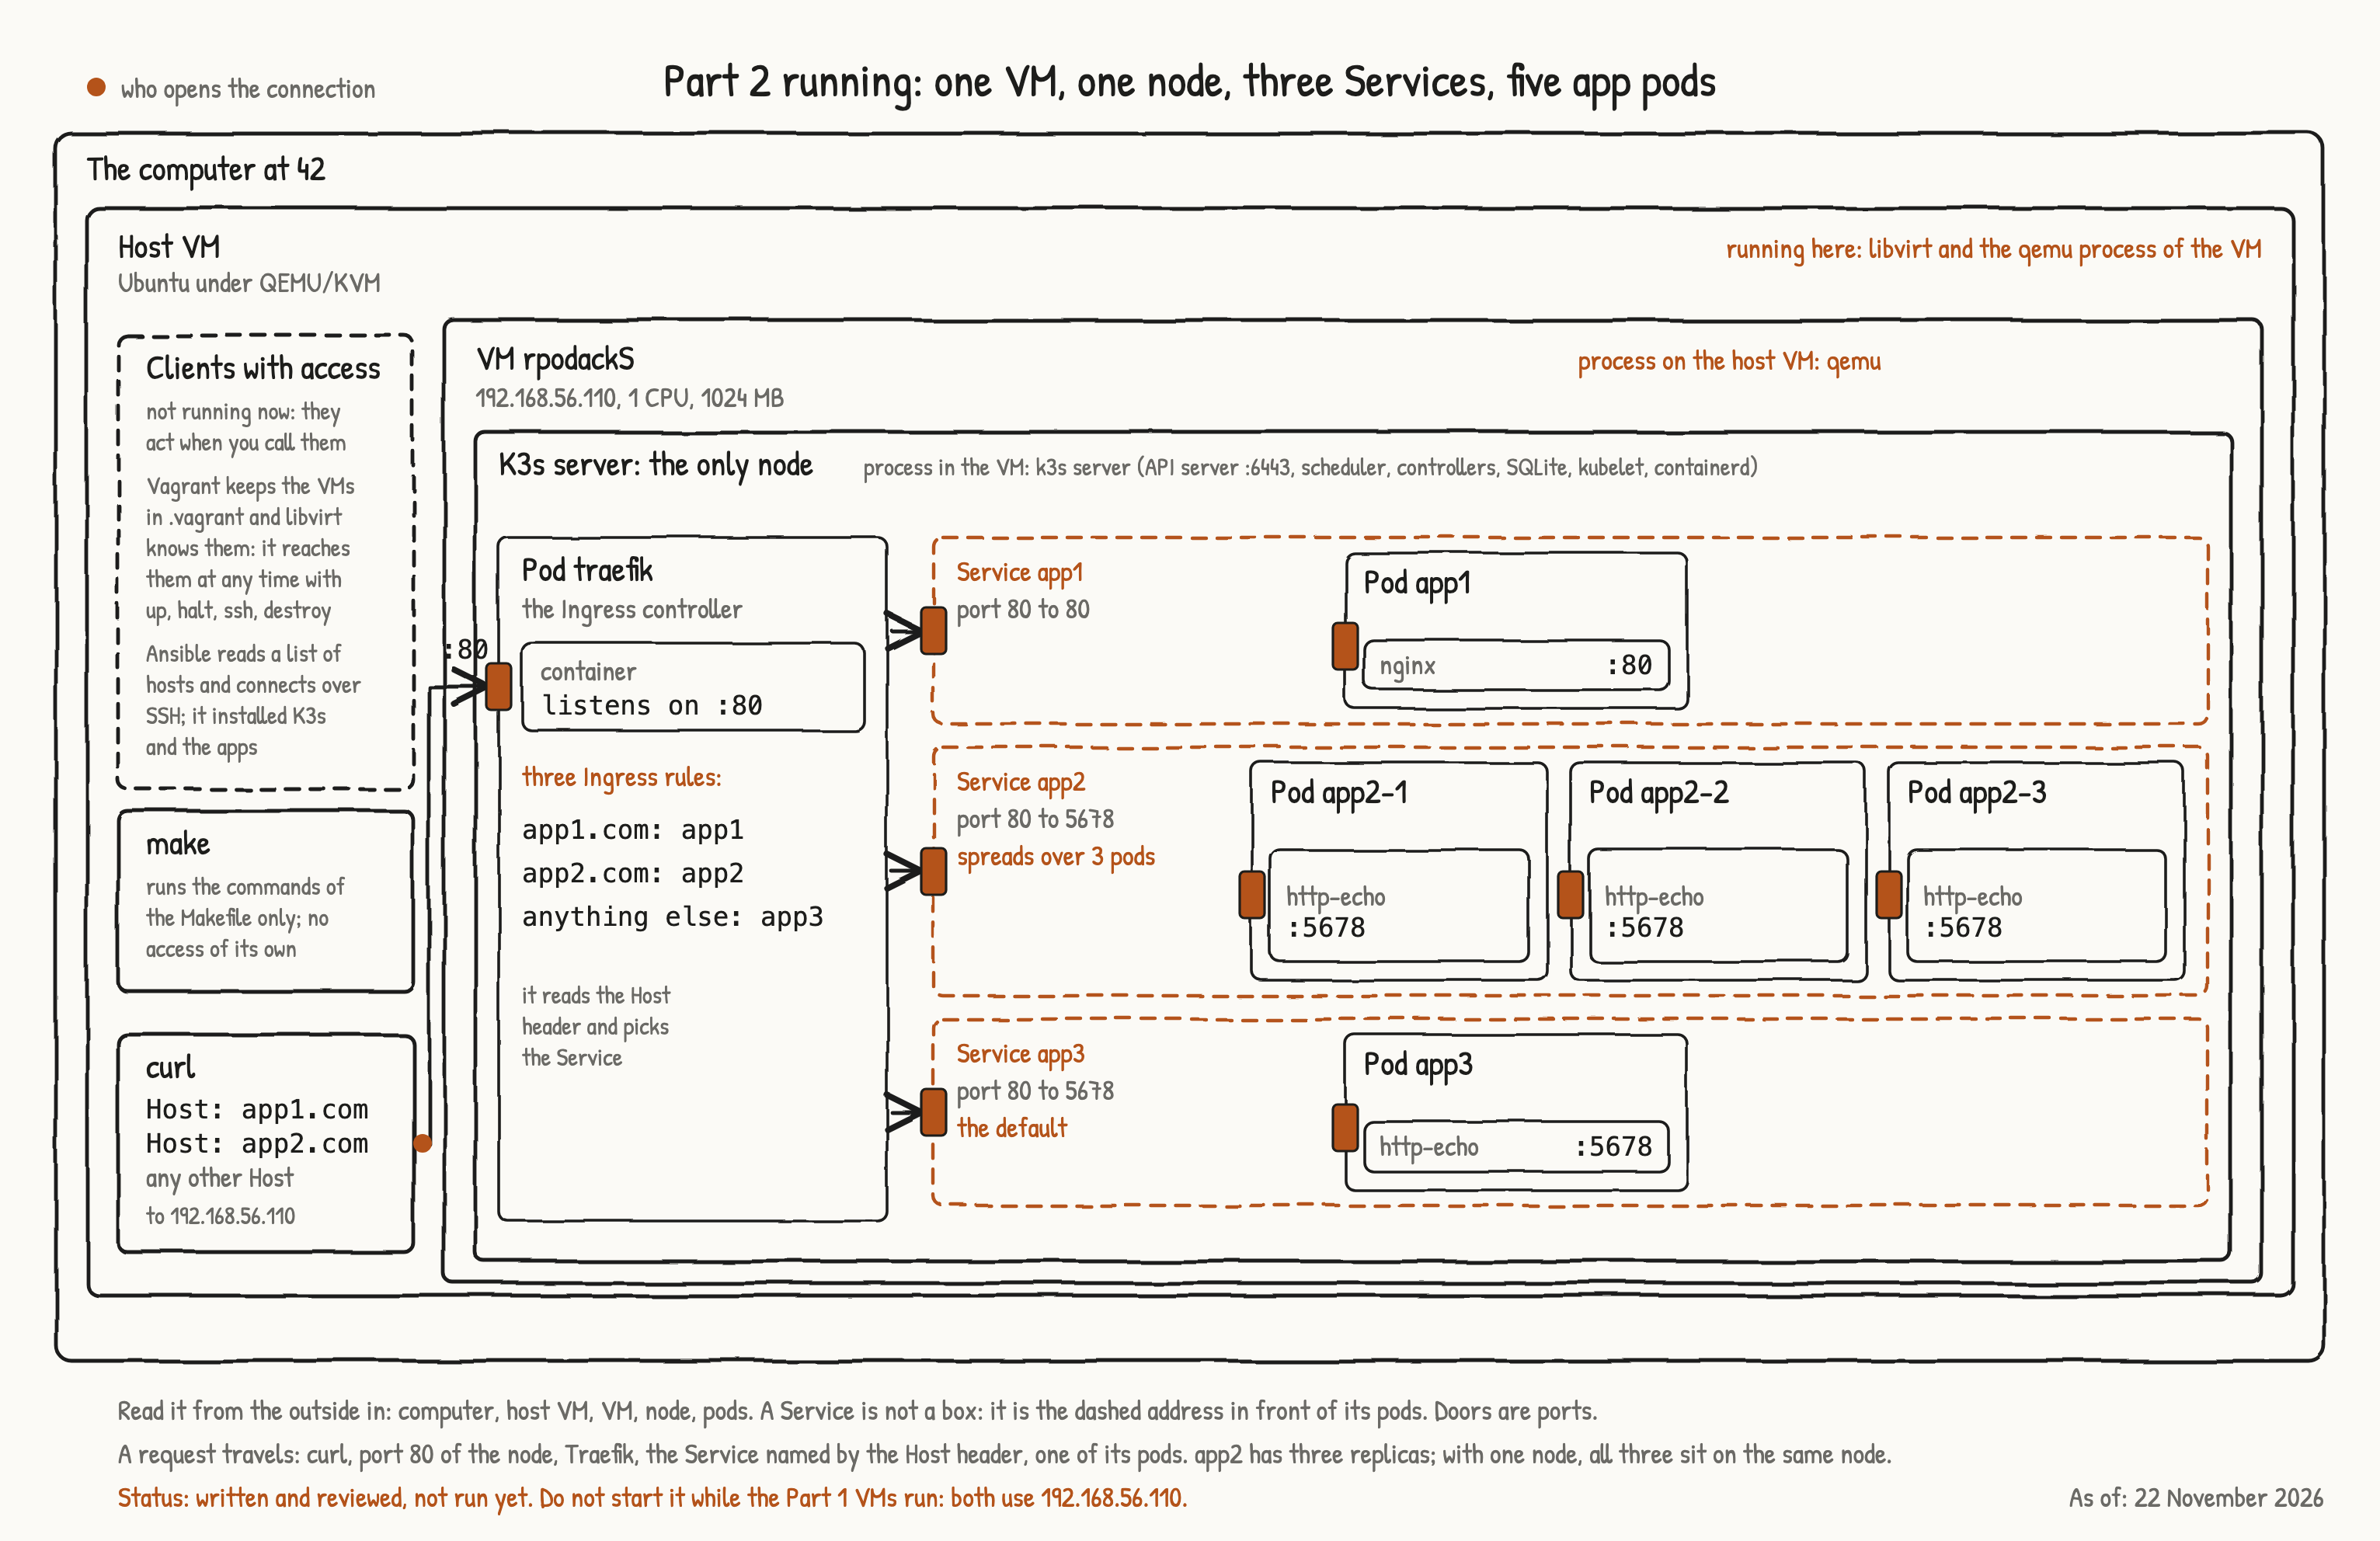 who opens the connection
Part 2 running: one VM, one node, three Services, five app pods
The computer at 42
Host VM
Ubuntu under QEMU/KVM
running here: libvirt and the qemu process of the VM
Clients with access
not running now: they
act when you call them
Vagrant keeps the VMs
in .vagrant and libvirt
knows them: it reaches
them at any time with
up, halt, ssh, destroy
Ansible reads a list of
hosts and connects over
SSH; it installed K3s
and the apps
make
runs the commands of
the Makefile only; no
access of its own
curl
Host: app1.com
Host: app2.com
any other Host
to 192.168.56.110
VM rpodackS
192.168.56.110, 1 CPU, 1024 MB
process on the host VM: qemu
K3s server: the only node
process in the VM: k3s server (API server :6443, scheduler, controllers, SQLite, kubelet, containerd)
:80
Pod traefik
the Ingress controller
container
listens on :80
three Ingress rules:
app1.com: app1
app2.com: app2
anything else: app3
it reads the Host
header and picks
the Service
Service app1
port 80 to 80
Pod app1
nginx :80
Service app2
port 80 to 5678
spreads over 3 pods
Pod app2-1
http-echo
:5678
Pod app2-2
http-echo
:5678
Pod app2-3
http-echo
:5678
Service app3
port 80 to 5678
the default
Pod app3
http-echo :5678
Read it from the outside in: computer, host VM, VM, node, pods. A Service is not a box: it is the dashed address in front of its pods. Doors are ports.
A request travels: curl, port 80 of the node, Traefik, the Service named by the Host header, one of its pods. app2 has three replicas; with one node, all three sit on the same node.
Status: written and reviewed, not run yet. Do not start it while the Part 1 VMs run: both use 192.168.56.110.
As of: 22 November 2026